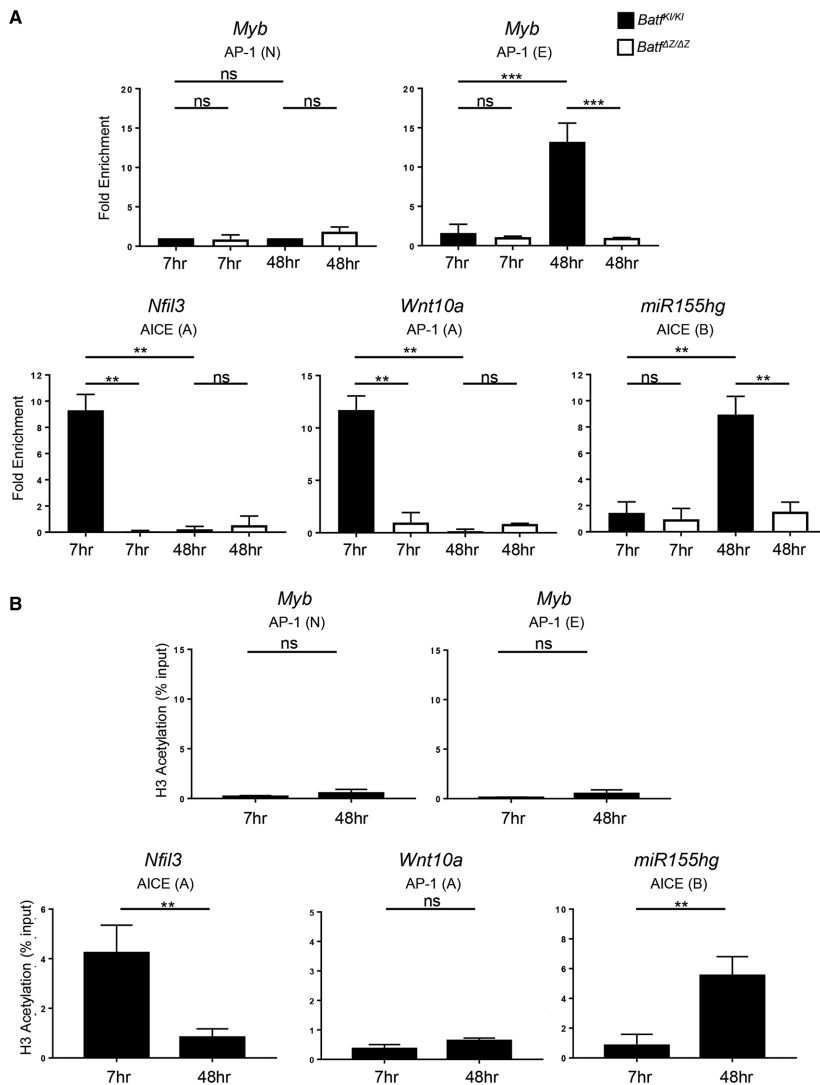 A
Myb
AP-1 (N)
Myb
AP-1 (E)
Batf^KI/KI
Batf^ΔZ/ΔZ
ns
ns
ns
***
ns
***
Fold Enrichment
20
15
10
5
0
20
15
10
5
0
7hr
7hr
48hr
48hr
7hr
7hr
48hr
48hr
Nfil3
AICE (A)
Wnt10a
AP-1 (A)
miR155hg
AICE (B)
**
**
ns
**
**
ns
**
ns
**
Fold Enrichment
12
10
8
6
4
2
0
15
10
5
0
12
10
8
6
4
2
0
7hr
7hr
48hr
48hr
7hr
7hr
48hr
48hr
7hr
7hr
48hr
48hr
B
Myb
AP-1 (N)
Myb
AP-1 (E)
ns
ns
H3 Acetylation (% input)
15
10
5
0
15
10
5
0
7hr
48hr
7hr
48hr
Nfil3
AICE (A)
Wnt10a
AP-1 (A)
miR155hg
AICE (B)
**
ns
**
H3 Acetylation (% input)
6
4
2
0
5
4
3
2
1
0
10
8
6
4
2
0
7hr
48hr
7hr
48hr
7hr
48hr